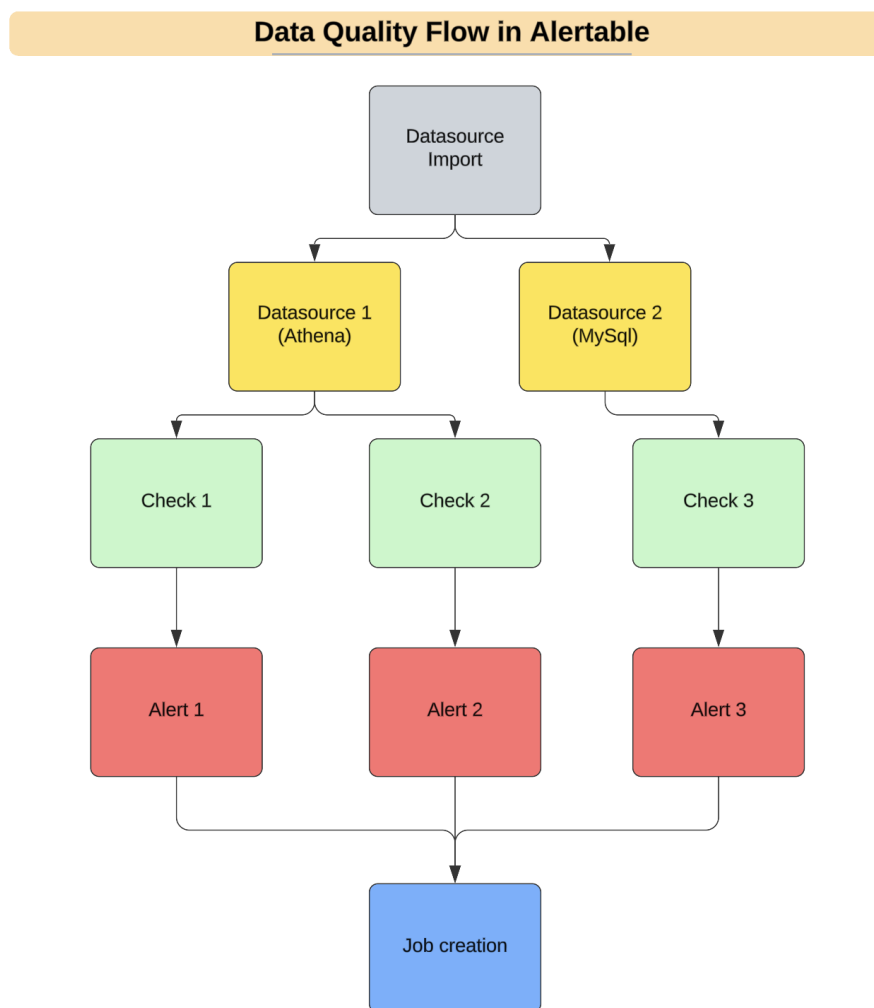 Data Quality Flow in Alertable
Datasource
Import
Datasource 1
(Athena)
Datasource 2
(MySql)
Check 1
Check 2
Check 3
Alert 1
Alert 2
Alert 3
Job creation